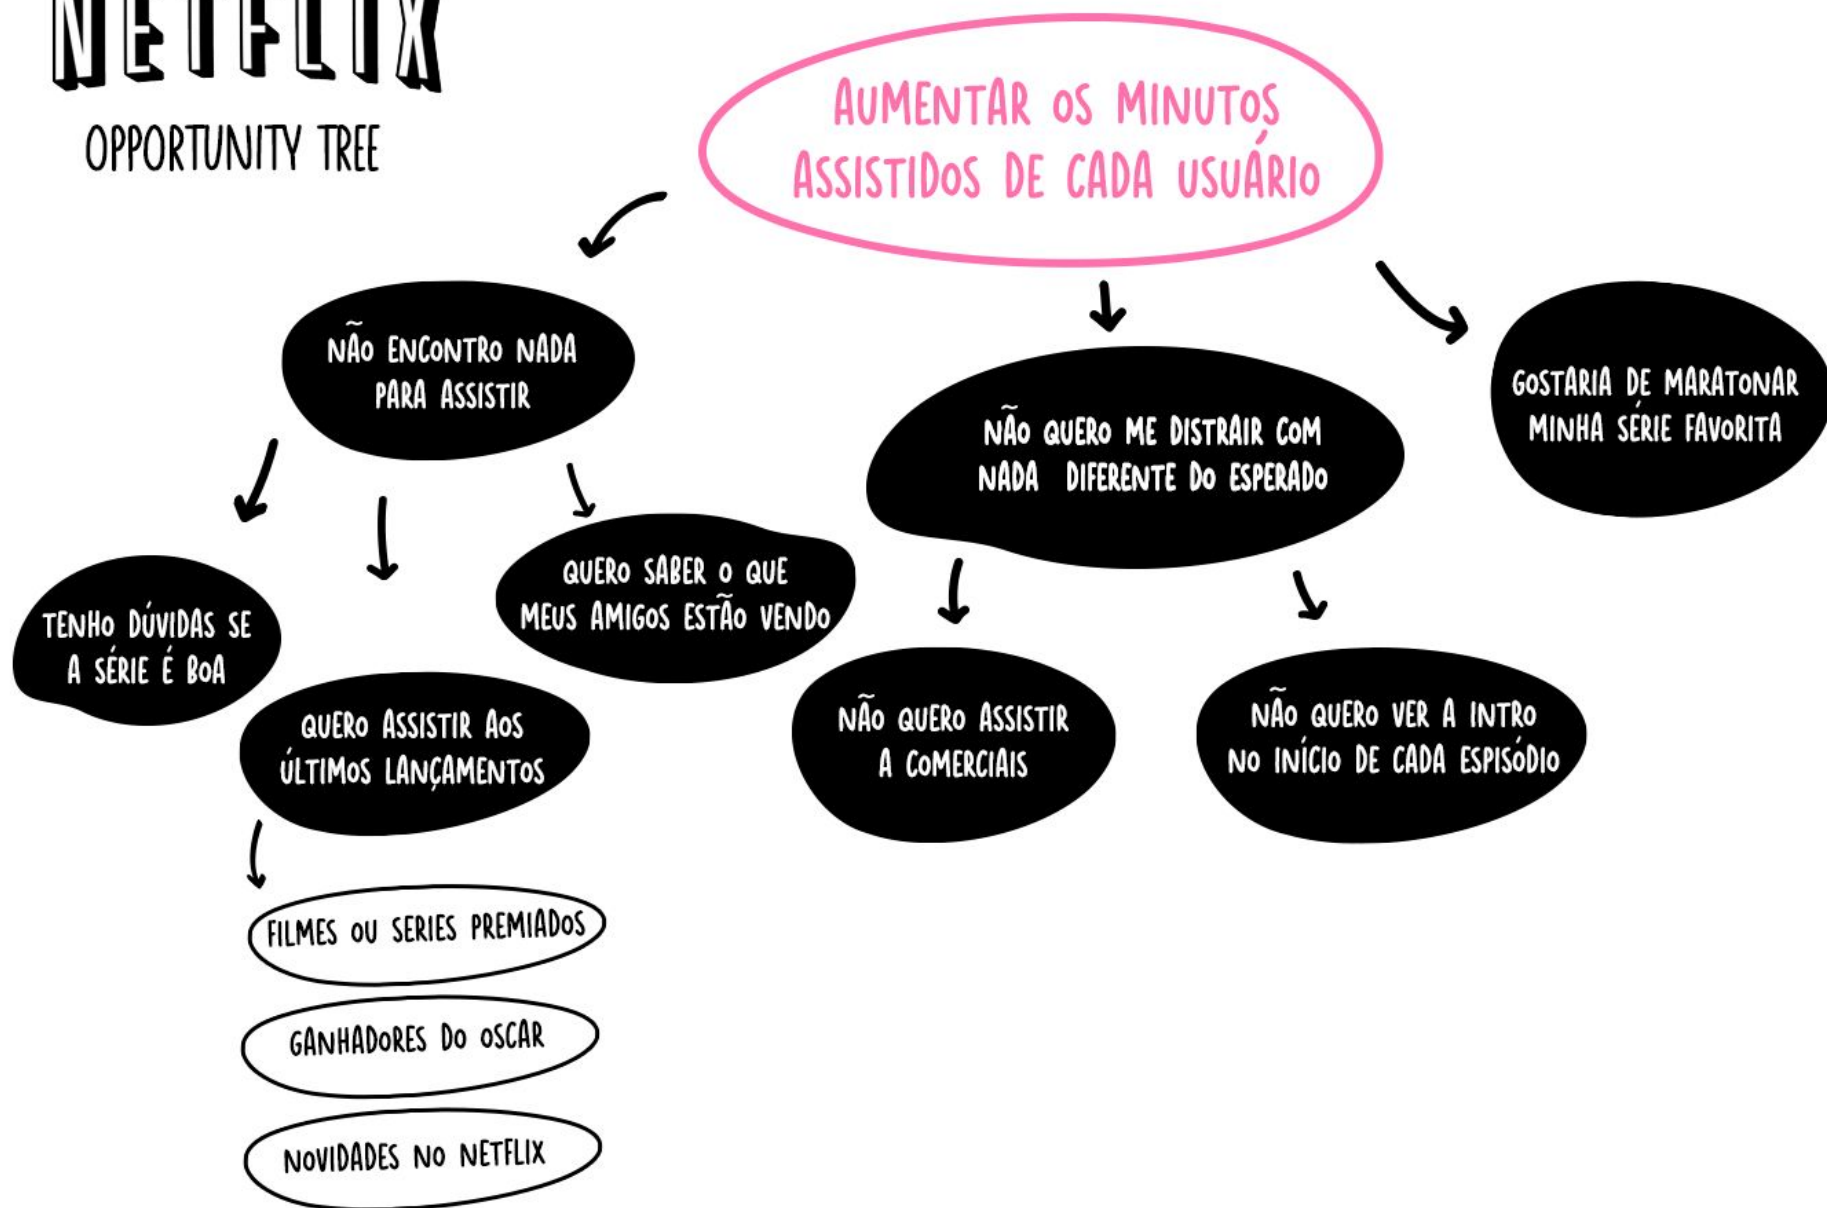 NETFLIX
OPPORTUNITY TREE
AUMENTAR OS MINUTOS
ASSISTIDOS DE CADA USUÁRIO
NÃO ENCONTRO NADA
PARA ASSISTIR
NÃO QUERO ME DISTRAIR COM
NADA DIFERENTE DO ESPERADO
GOSTARIA DE MARATONAR
MINHA SÉRIE FAVORITA
TENHO DÚVIDAS SE
A SÉRIE É BOA
QUERO ASSISTIR AOS
ÚLTIMOS LANÇAMENTOS
QUERO SABER O QUE
MEUS AMIGOS ESTÃO VENDO
NÃO QUERO ASSISTIR
A COMERCIAIS
NÃO QUERO VER A INTRO
NO INÍCIO DE CADA ESPISÓDIO
FILMES OU SERIES PREMIADOS
GANHADORES DO OSCAR
NOVIDADES NO NETFLIX